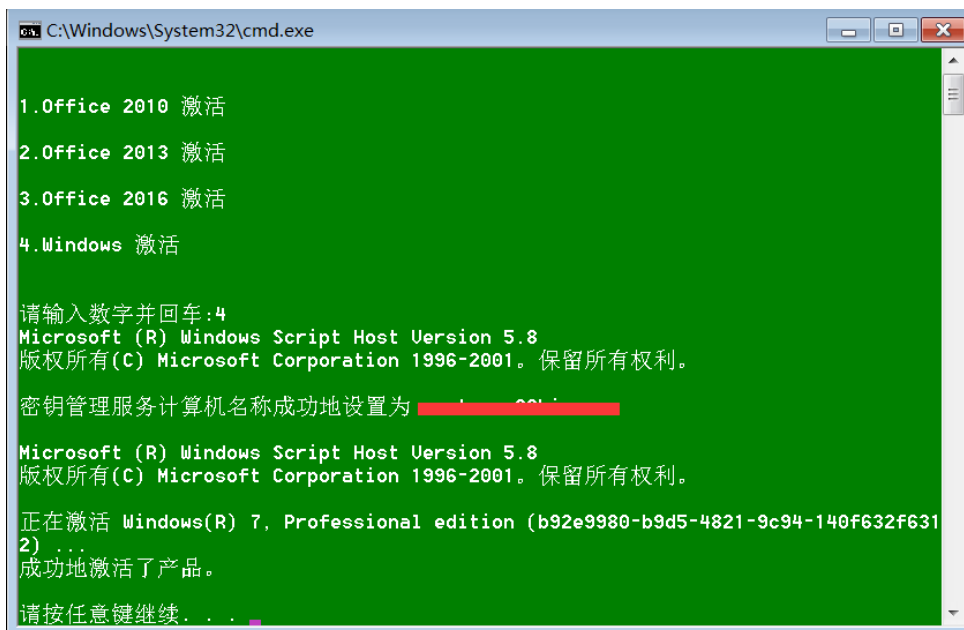 C:\Windows\System32\cmd.exe
1.Office 2010 激活
2.Office 2013 激活
3.Office 2016 激活
4.Windows 激活
请输入数字并回车:4
Microsoft (R) Windows Script Host Version 5.8
版权所有(C) Microsoft Corporation 1996-2001。保留所有权利。
密钥管理服务计算机名称成功地设置为
Microsoft (R) Windows Script Host Version 5.8
版权所有(C) Microsoft Corporation 1996-2001。保留所有权利。
正在激活 Windows(R) 7, Professional edition (b92e9980-b9d5-4821-9c94-140f632f631
2) ...
成功地激活了产品。
请按任意键继续. . .